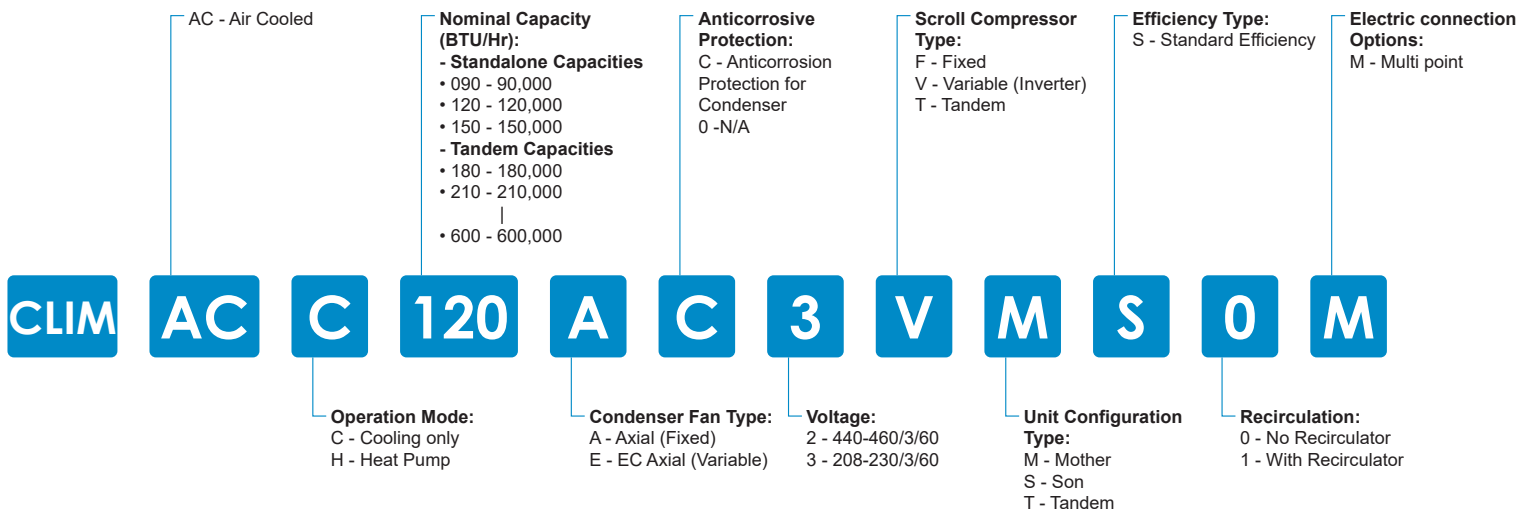 AC - Air Cooled
Nominal Capacity
(BTU/Hr):
- Standalone Capacities
• 090 - 90,000
• 120 - 120,000
• 150 - 150,000
- Tandem Capacities
• 180 - 180,000
• 210 - 210,000
|
• 600 - 600,000
Anticorrosive
Protection:
C - Anticorrosion
Protection for
Condenser
0 -N/A
Scroll Compressor
Type:
F - Fixed
V - Variable (Inverter)
T - Tandem
Efficiency Type:
S - Standard Efficiency
Electric connection
Options:
M - Multi point
CLIM AC C 120 A C 3 V M S 0 M
Operation Mode:
C - Cooling only
H - Heat Pump
Condenser Fan Type:
A - Axial (Fixed)
E - EC Axial (Variable)
Voltage:
2 - 440-460/3/60
3 - 208-230/3/60
Unit Configuration
Type:
M - Mother
S - Son
T - Tandem
Recirculation:
0 - No Recirculator
1 - With Recirculator